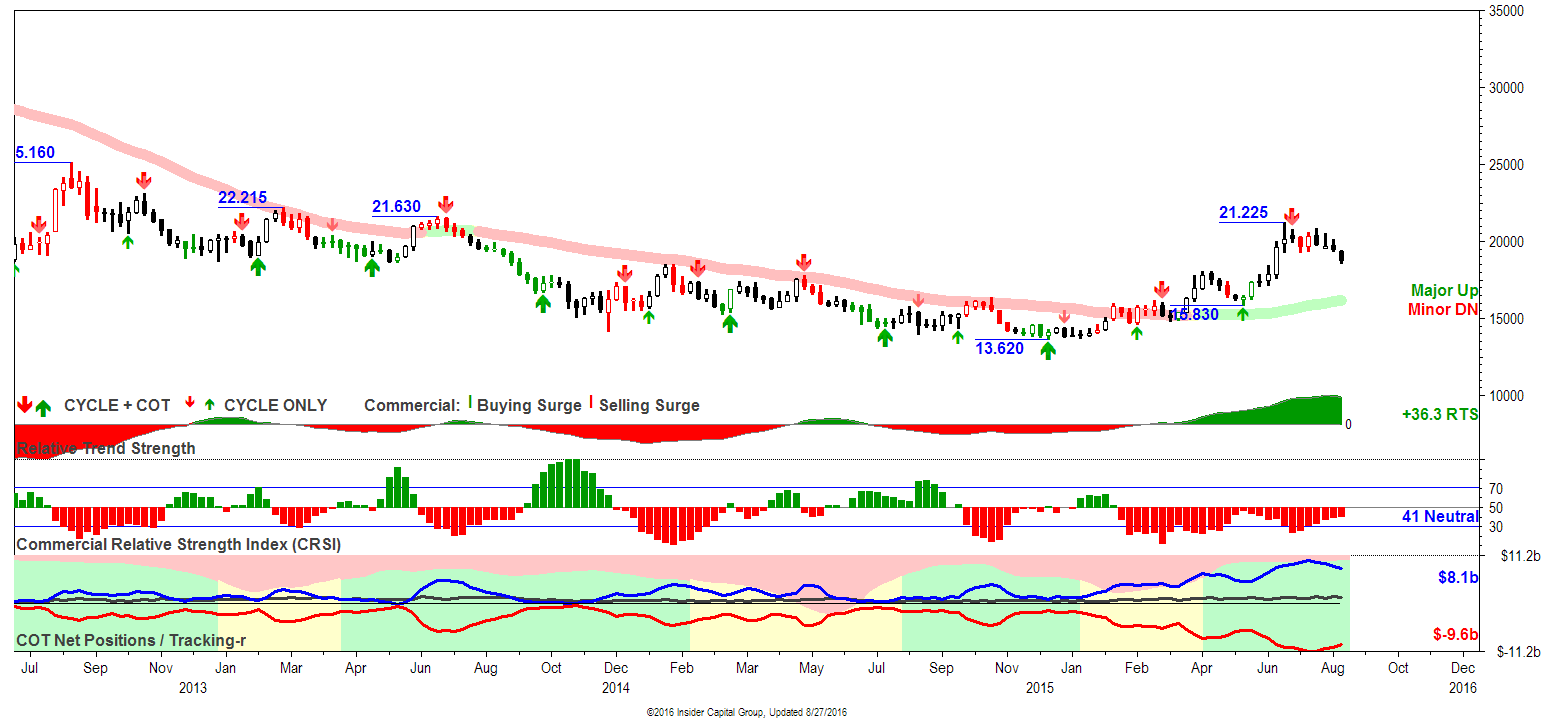 35000
30000
5.160
25000
22.215
21.630
21.225
20000
Major Up
Minor DN
15.830
15000
13.620
10000
CYCLE + COT CYCLE ONLY Commercial: Buying Surge Selling Surge
+36.3 RTS
0
Relative Trend Strength
70
50
41 Neutral
30
Commercial Relative Strength Index (CRSI)
$11.2b
$8.1b
$-9.6b
COT Net Positions / Tracking-r
$-11.2b
Jul Sep Nov Jan Mar Apr Jun Aug Oct Dec Feb May Jul Sep Nov Jan Feb Apr Jun Aug Oct Dec
2013 2014 2015 2016
©2016 Insider Capital Group, Updated 8/27/2016